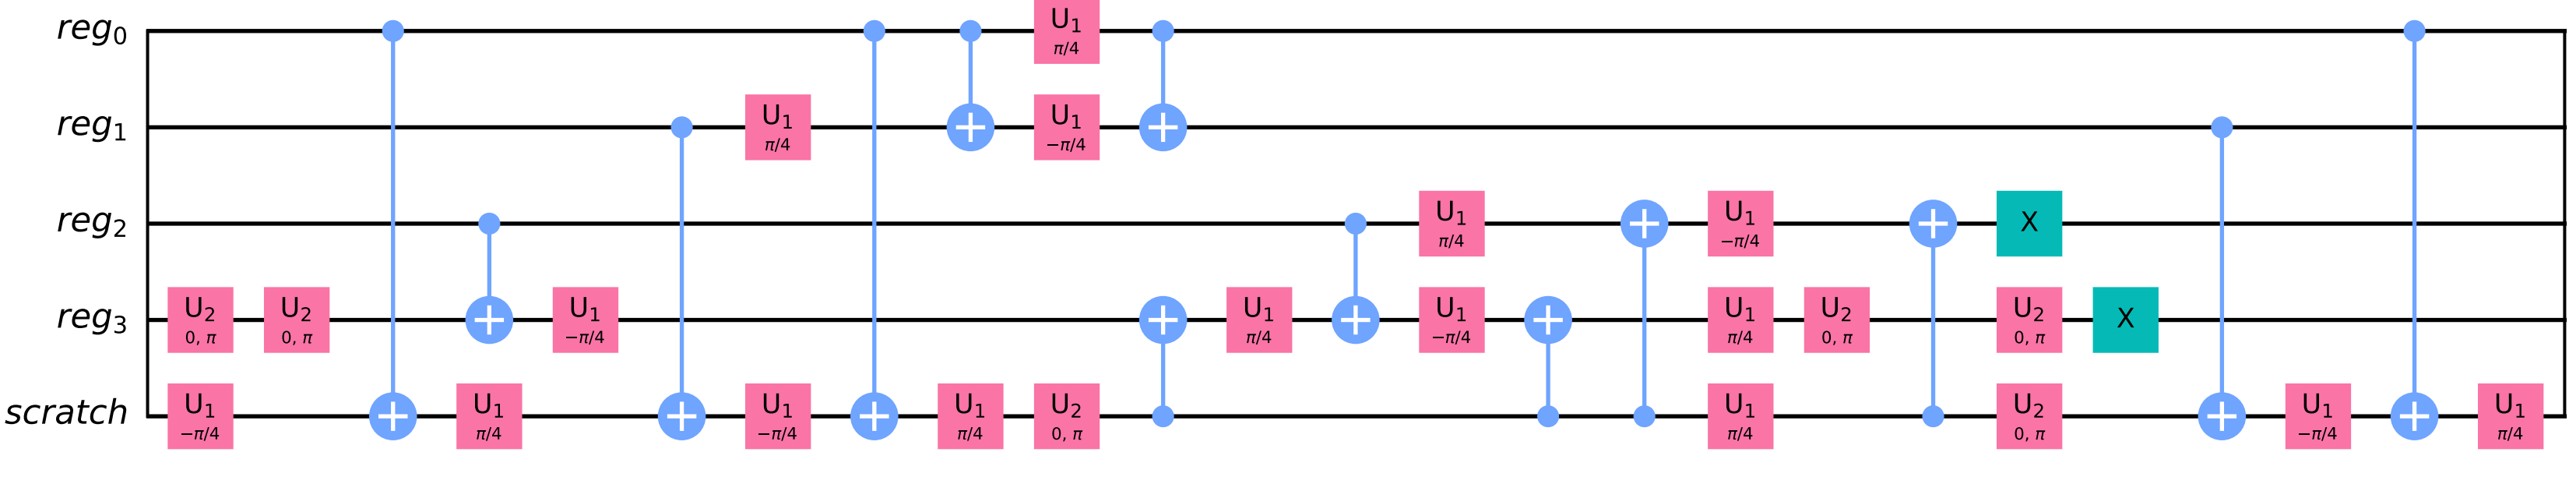 reg₀ U₁ π/4
reg₁ U₁ π/4 U₁ −π/4
reg₂ U₁ π/4 U₁ −π/4 X
reg₃ U₂ 0, π U₂ 0, π U₁ −π/4 U₁ π/4 U₁ −π/4 U₁ π/4 U₂ 0, π U₂ 0, π X
scratch U₁ −π/4 U₁ π/4 U₁ −π/4 U₁ π/4 U₂ 0, π U₁ π/4 U₂ 0, π U₁ −π/4 U₁ π/4